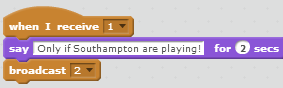 when I receive 1
say Only if Southampton are playing! for 2 secs
broadcast 2